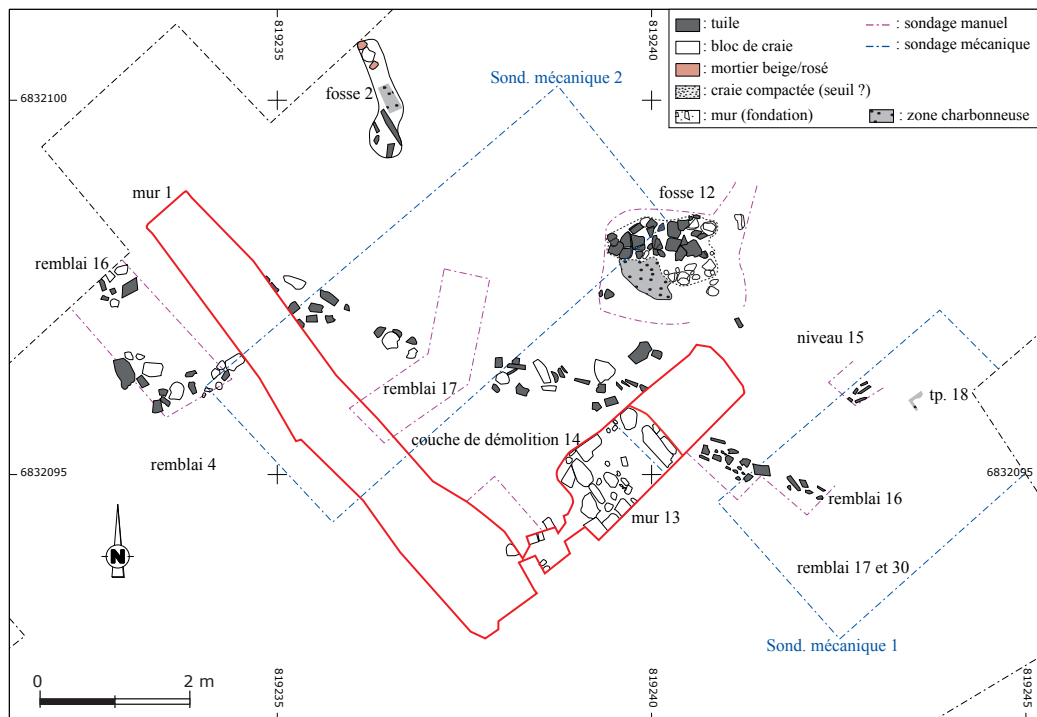 819235
819240
: tuile
: bloc de craie
: mortier beige/rosé
: craie compactée (seuil ?)
: mur (fondation)
: sondage manuel
: sondage mécanique
: zone charbonneuse
Sond. mécanique 2
fosse 2
6832100
mur 1
fosse 12
remblai 16
niveau 15
remblai 17
tp. 18
couche de démolition 14
remblai 4
6832095
6832095
remblai 16
mur 13
N
remblai 17 et 30
Sond. mécanique 1
0
2 m
819235
819240
819245